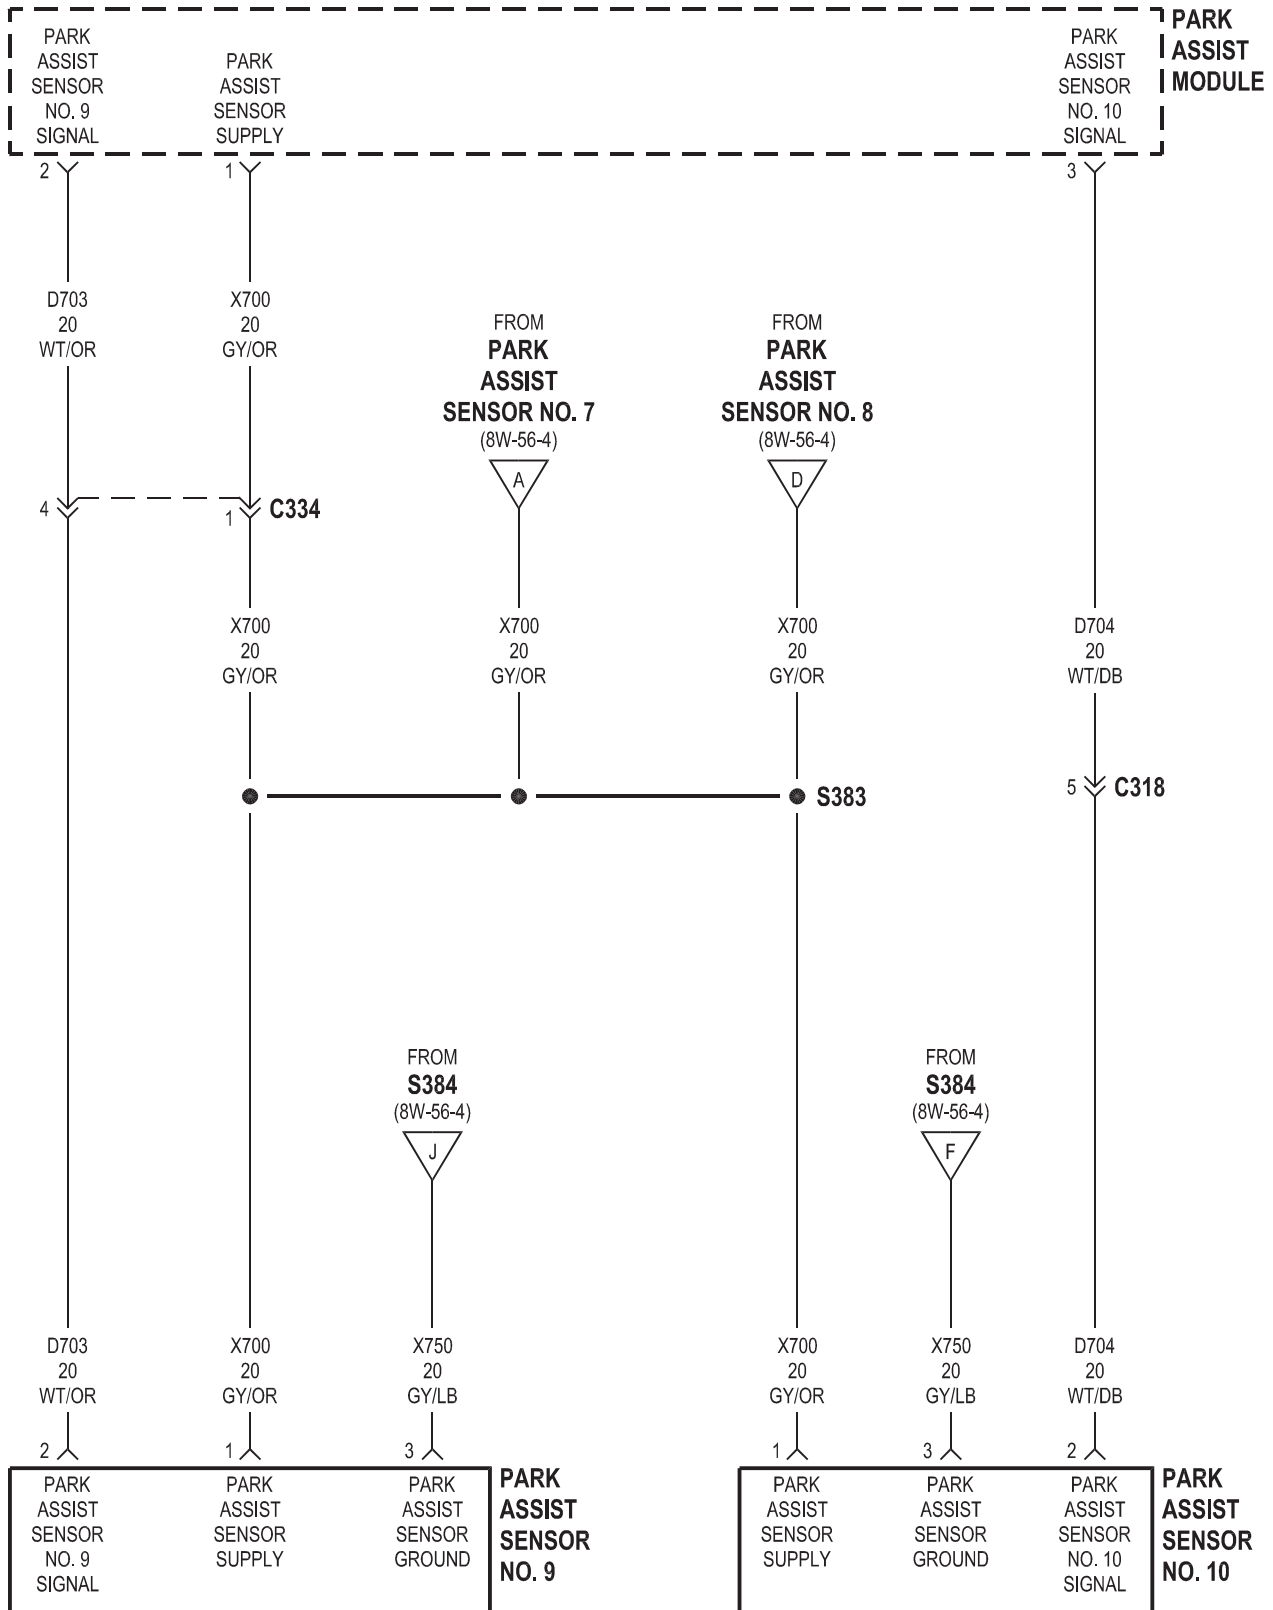 PARK
ASSIST
SENSOR
NO. 9
SIGNAL
PARK
ASSIST
SENSOR
SUPPLY
PARK
ASSIST
SENSOR
NO. 10
SIGNAL
PARK
ASSIST
MODULE
2
1
3
D703
20
WT/OR
X700
20
GY/OR
FROM
PARK
ASSIST
SENSOR NO. 7
(8W-56-4)
A
FROM
PARK
ASSIST
SENSOR NO. 8
(8W-56-4)
D
4
1
C334
X700
20
GY/OR
X700
20
GY/OR
X700
20
GY/OR
D704
20
WT/DB
S383
5
C318
FROM
S384
(8W-56-4)
J
FROM
S384
(8W-56-4)
F
D703
20
WT/OR
X700
20
GY/OR
X750
20
GY/LB
X700
20
GY/OR
X750
20
GY/LB
D704
20
WT/DB
2
1
3
1
3
2
PARK
ASSIST
SENSOR
NO. 9
SIGNAL
PARK
ASSIST
SENSOR
SUPPLY
PARK
ASSIST
SENSOR
GROUND
PARK
ASSIST
SENSOR
NO. 9
PARK
ASSIST
SENSOR
SUPPLY
PARK
ASSIST
SENSOR
GROUND
PARK
ASSIST
SENSOR
NO. 10
SIGNAL
PARK
ASSIST
SENSOR
NO. 10